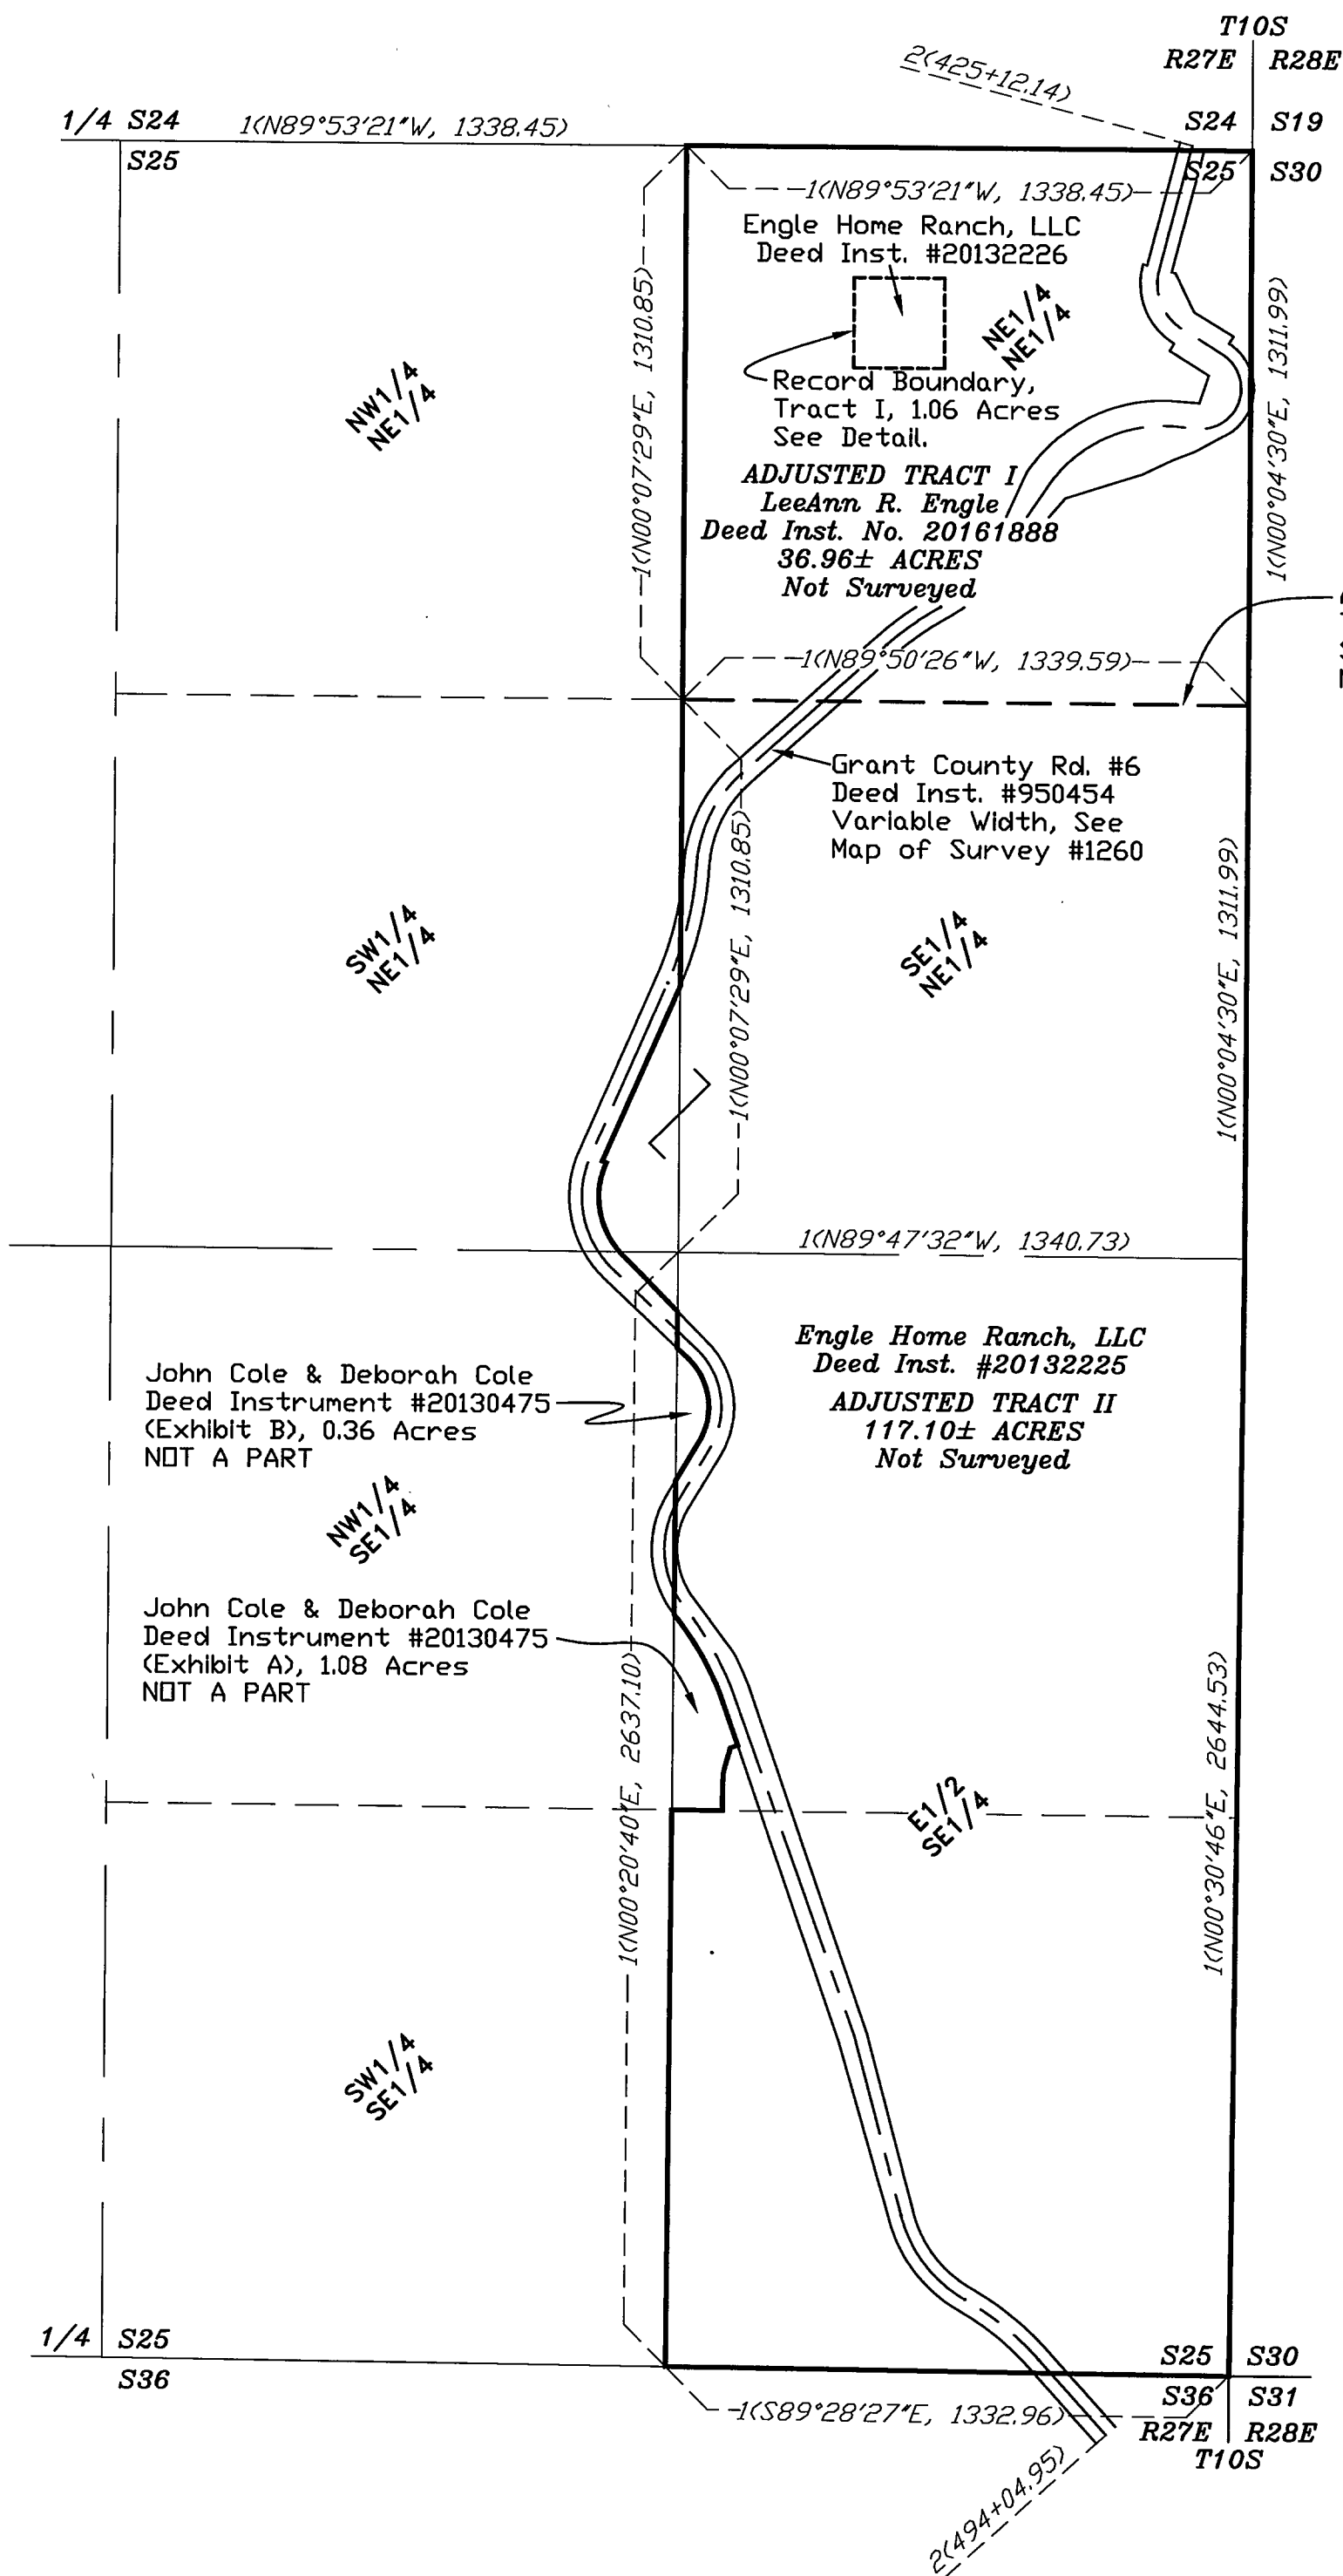 T10S
R27E R28E
2(425+12.14)
1/4 S24 1(N89°53'21"W, 1338.45) S24 S19
S25 S25 S30
1(N89°53'21"W, 1338.45)
Engle Home Ranch, LLC
Deed Inst. #20132226
NE1/4
NE1/4
1(N00°07'29"E, 1310.85)
1(N00°04'30"E, 1311.99)
NW1/4
NE1/4
Record Boundary,
Tract I, 1.06 Acres
See Detail.
ADJUSTED TRACT I
LeeAnn R. Engle
Deed Inst. No. 20161888
36.96± ACRES
Not Surveyed
1(N89°50'26"W, 1339.59)
Grant County Rd. #6
Deed Inst. #950454
Variable Width, See
Map of Survey #1260
1(N00°07'29"E, 1310.85)
1(N00°04'30"E, 1311.99)
SW1/4
NE1/4
SE1/4
NE1/4
1(N89°47'32"W, 1340.73)
Engle Home Ranch, LLC
Deed Inst. #20132225
ADJUSTED TRACT II
117.10± ACRES
Not Surveyed
John Cole & Deborah Cole
Deed Instrument #20130475
(Exhibit B), 0.36 Acres
NOT A PART
NW1/4
SE1/4
John Cole & Deborah Cole
Deed Instrument #20130475
(Exhibit A), 1.08 Acres
NOT A PART
1(N00°20'40"E, 2637.10)
1(N00°30'46"E, 2644.53)
E1/2
SE1/4
SW1/4
SE1/4
1/4 S25 S25 S30
S36 S36 S31
1(S89°28'27"E, 1332.96)
R27E R28E
T10S
2(494+04.95)